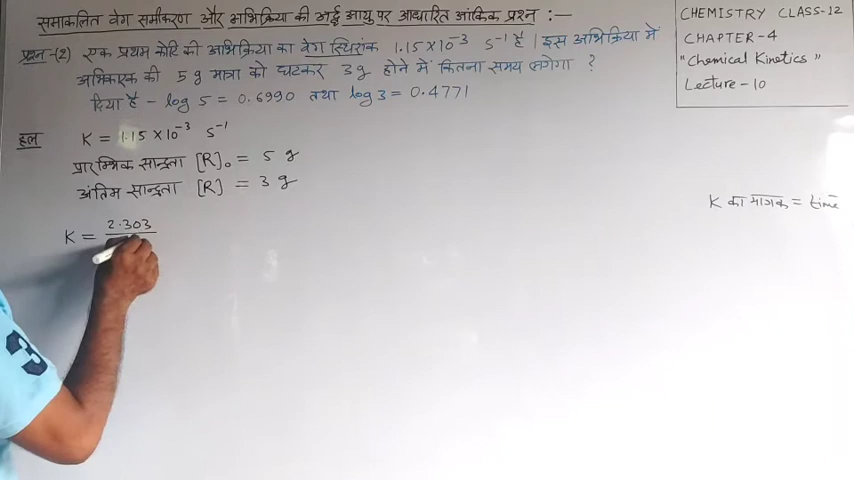 समाकलित वेग समीकरण और अभिक्रिया की अर्द्ध आयु पर आधारित आंकिक प्रश्न :—
प्रश्न-(2) एक प्रथम कोटि की अभिक्रिया का वेग स्थिरांक 1.15×10⁻³ s⁻¹ है। इस अभिक्रिया में
अभिकारक की 5 g मात्रा को घटकर 3g होने में कितना समय लगेगा ?
दिया है – log 5 = 0.6990 तथा log 3 = 0.4771
CHEMISTRY CLASS-12
CHAPTER-4
"Chemical Kinetics"
Lecture-10
हल K = 1.15×10⁻³ s⁻¹
प्रारम्भिक सान्द्रता [R]₀ = 5 g
अंतिम सान्द्रता [R] = 3 g
K = 2.303
K का मात्रक = time
3